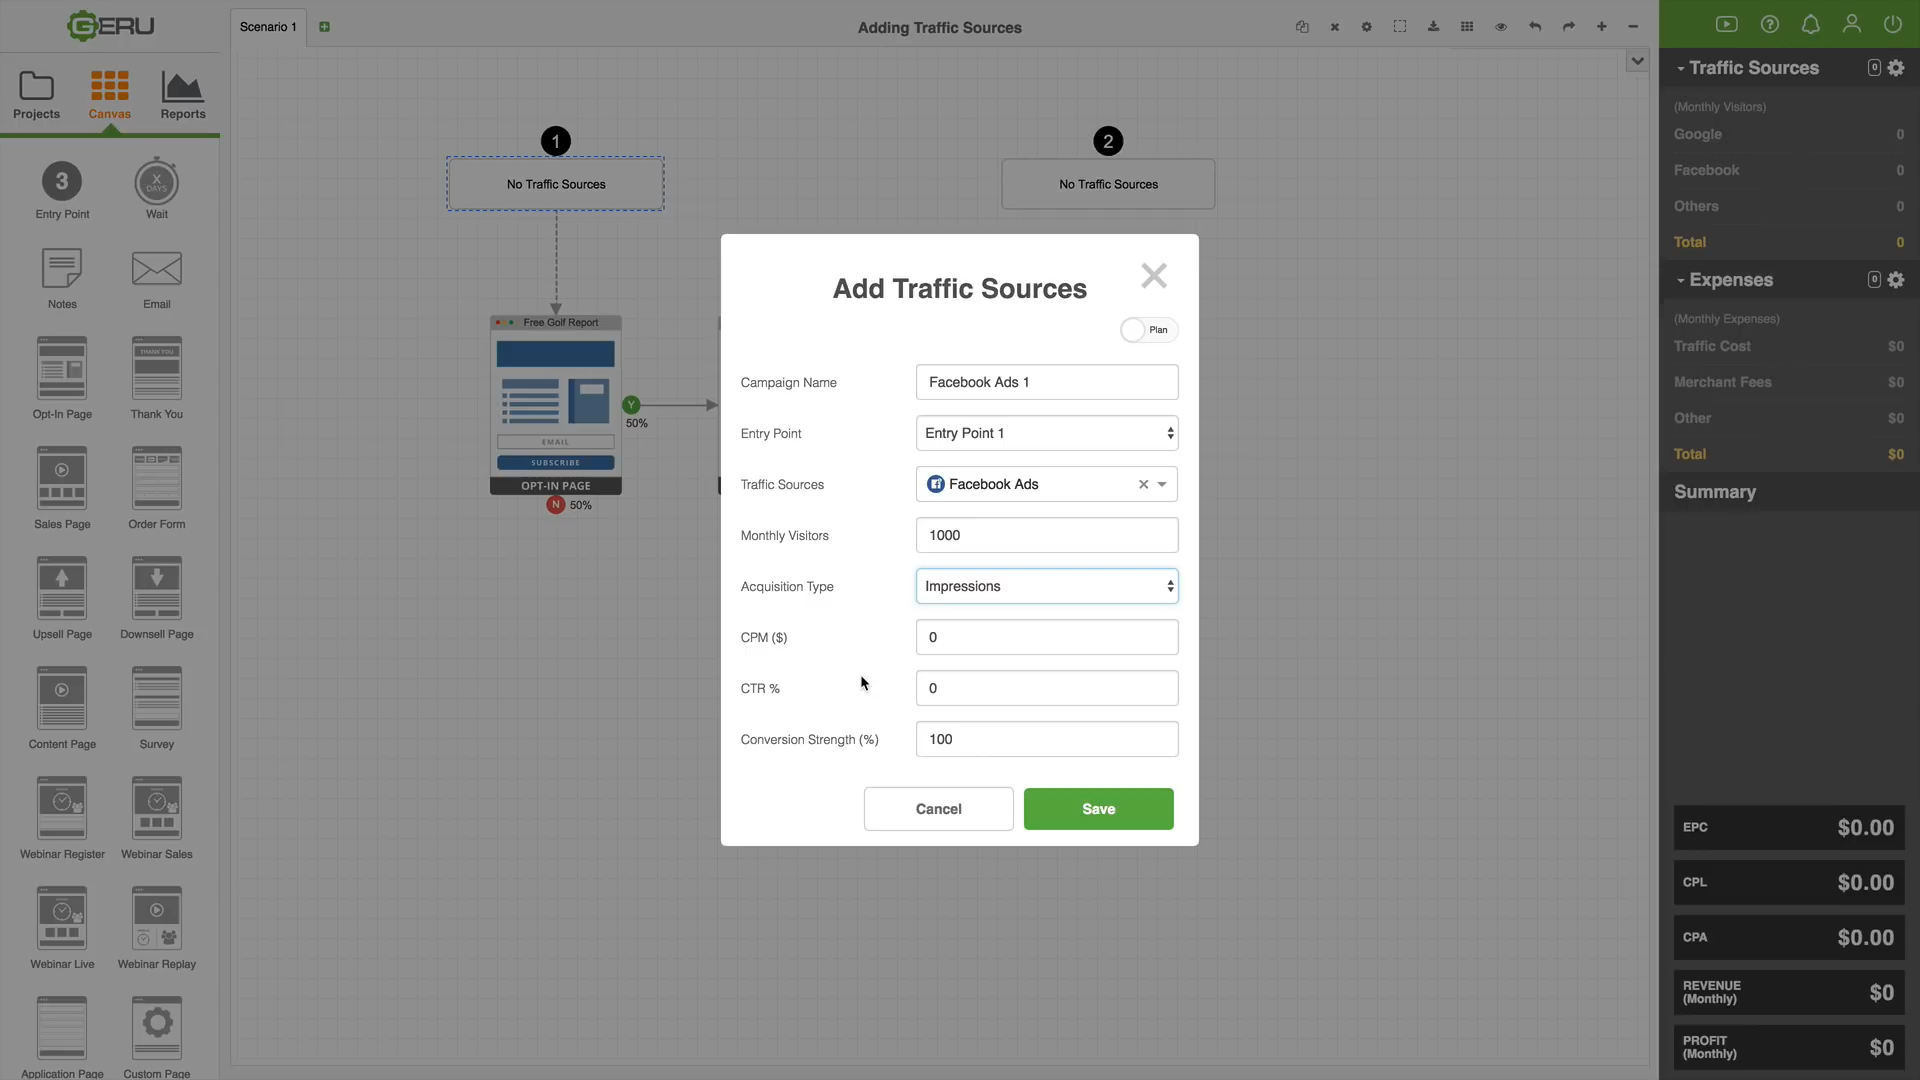 GERU
Scenario 1
Adding Traffic Sources
Projects
Canvas
Reports
3
Entry Point
X
DAYS
Wait
Notes
Email
Opt-In Page
THANK YOU
Thank You
Sales Page
Order Form
Upsell Page
Downsell Page
Content Page
Survey
Webinar Register
Webinar Sales
Webinar Live
Webinar Replay
Application Page
Custom Page
1
No Traffic Sources
2
No Traffic Sources
Free Golf Report
EMAIL
SUBSCRIBE
OPT-IN PAGE
Y
50%
N
50%
Add Traffic Sources
Plan
Campaign Name
Facebook Ads 1
Entry Point
Entry Point 1
Traffic Sources
Facebook Ads
Monthly Visitors
1000
Acquisition Type
Impressions
CPM ($)
0
CTR %
0
Conversion Strength (%)
100
Cancel
Save
Traffic Sources
0
(Monthly Visitors)
Google 0
Facebook 0
Others 0
Total 0
Expenses
0
(Monthly Expenses)
Traffic Cost $0
Merchant Fees $0
Other $0
Total $0
Summary
EPC $0.00
CPL $0.00
CPA $0.00
REVENUE
(Monthly) $0
PROFIT
(Monthly) $0